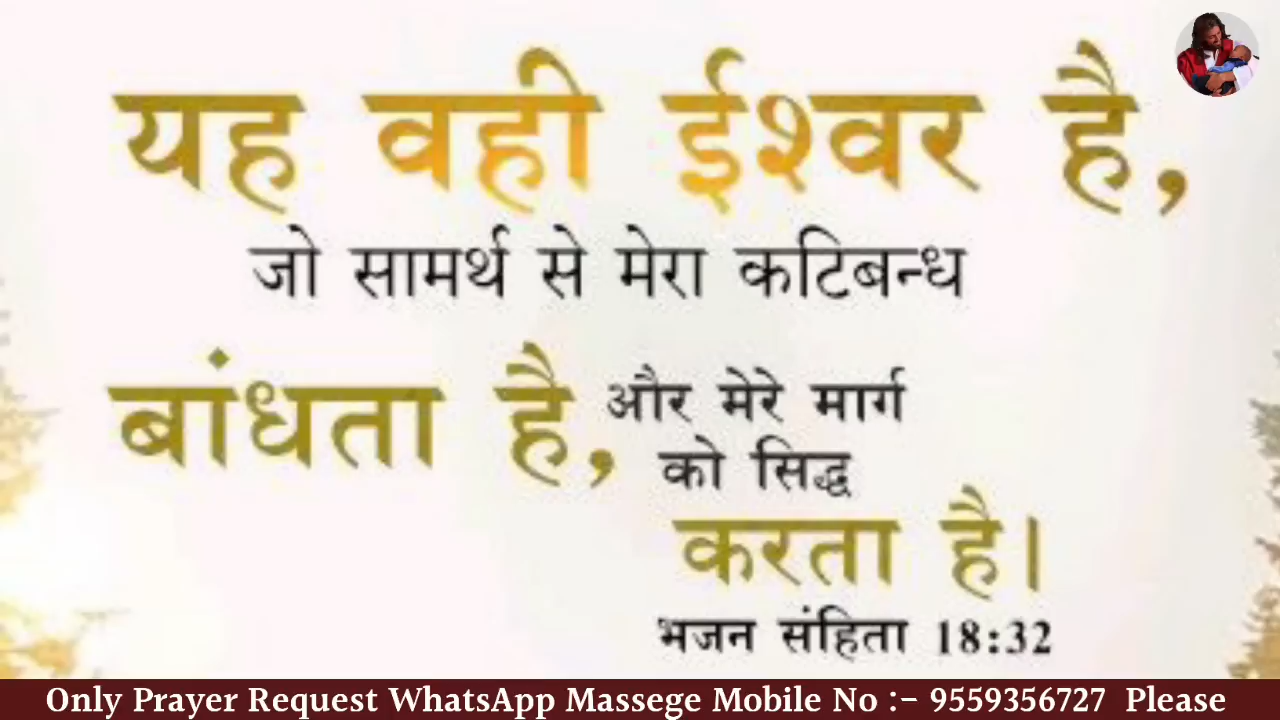 यह वही ईश्वर है,
जो सामर्थ से मेरा कटिबन्ध
बांधता है, और मेरे मार्ग
को सिद्ध
करता है।
भजन संहिता 18:32
Only Prayer Request WhatsApp Massege Mobile No :- 9559356727 Please